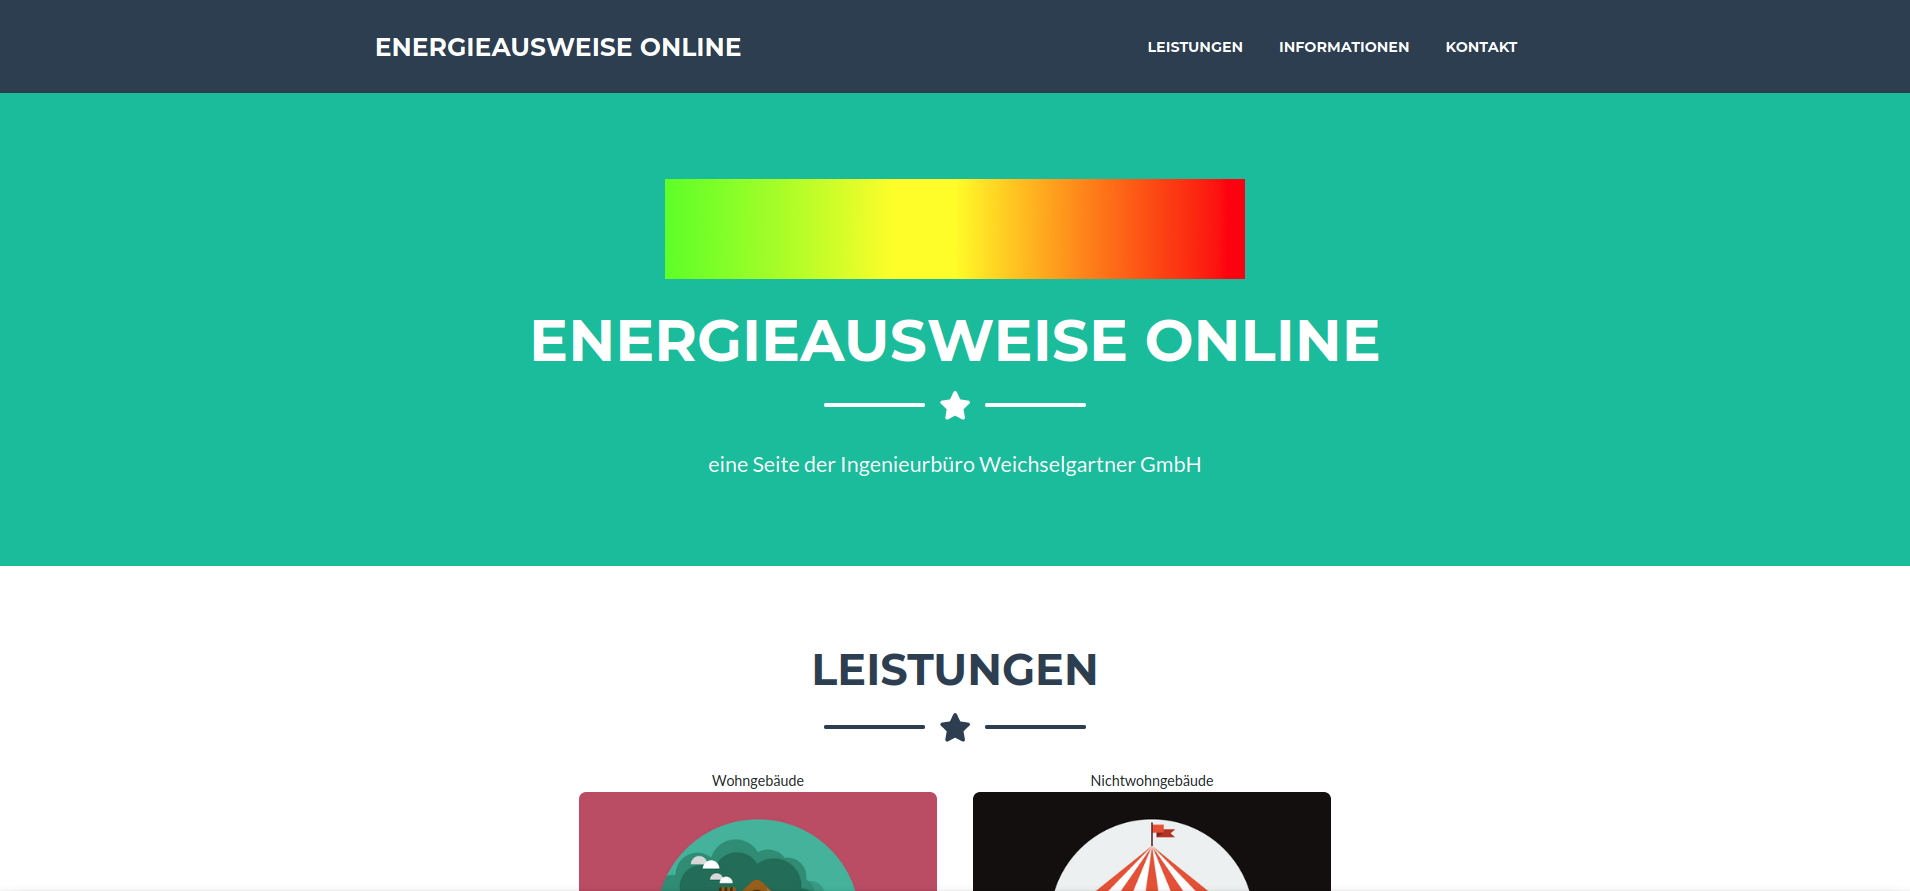 ENERGIEAUSWEISE ONLINE
LEISTUNGEN INFORMATIONEN KONTAKT
ENERGIEAUSWEISE ONLINE
eine Seite der Ingenieurbüro Weichselgartner GmbH
LEISTUNGEN
Wohngebäude
Nichtwohngebäude